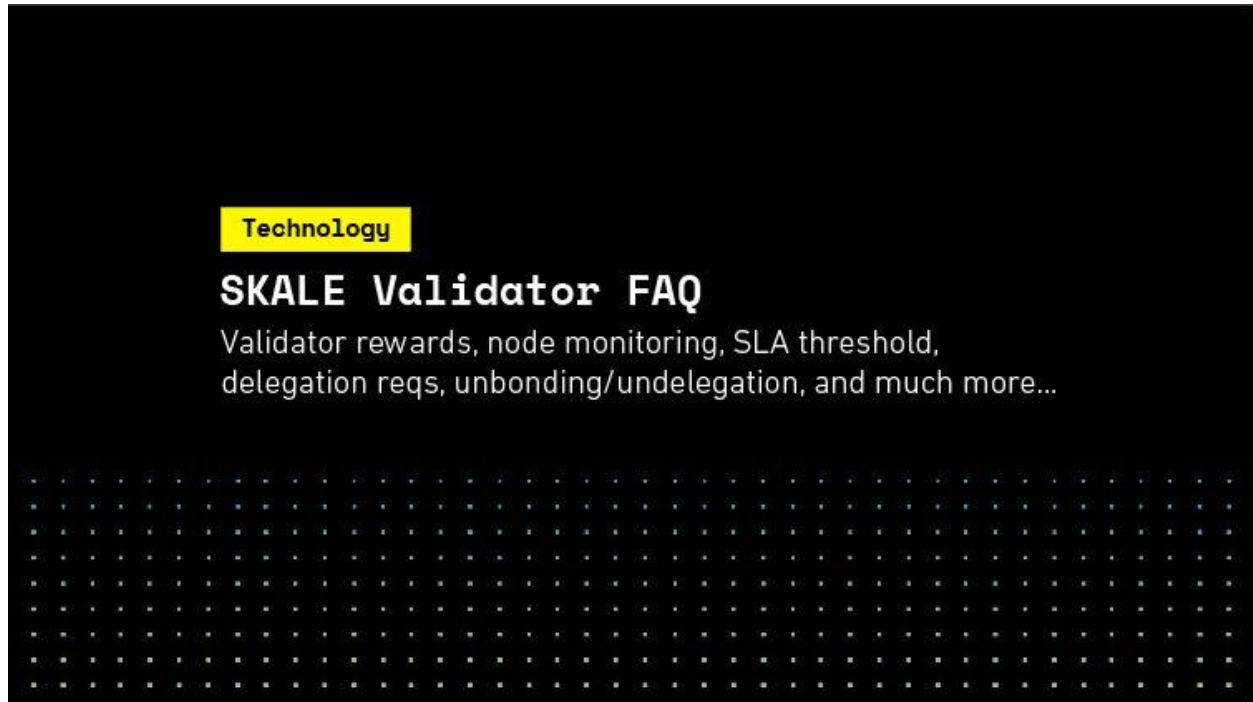 Technology
SKALE Validator FAQ
Validator rewards, node monitoring, SLA threshold,
delegation reqs, unbonding/undelegation, and much more...